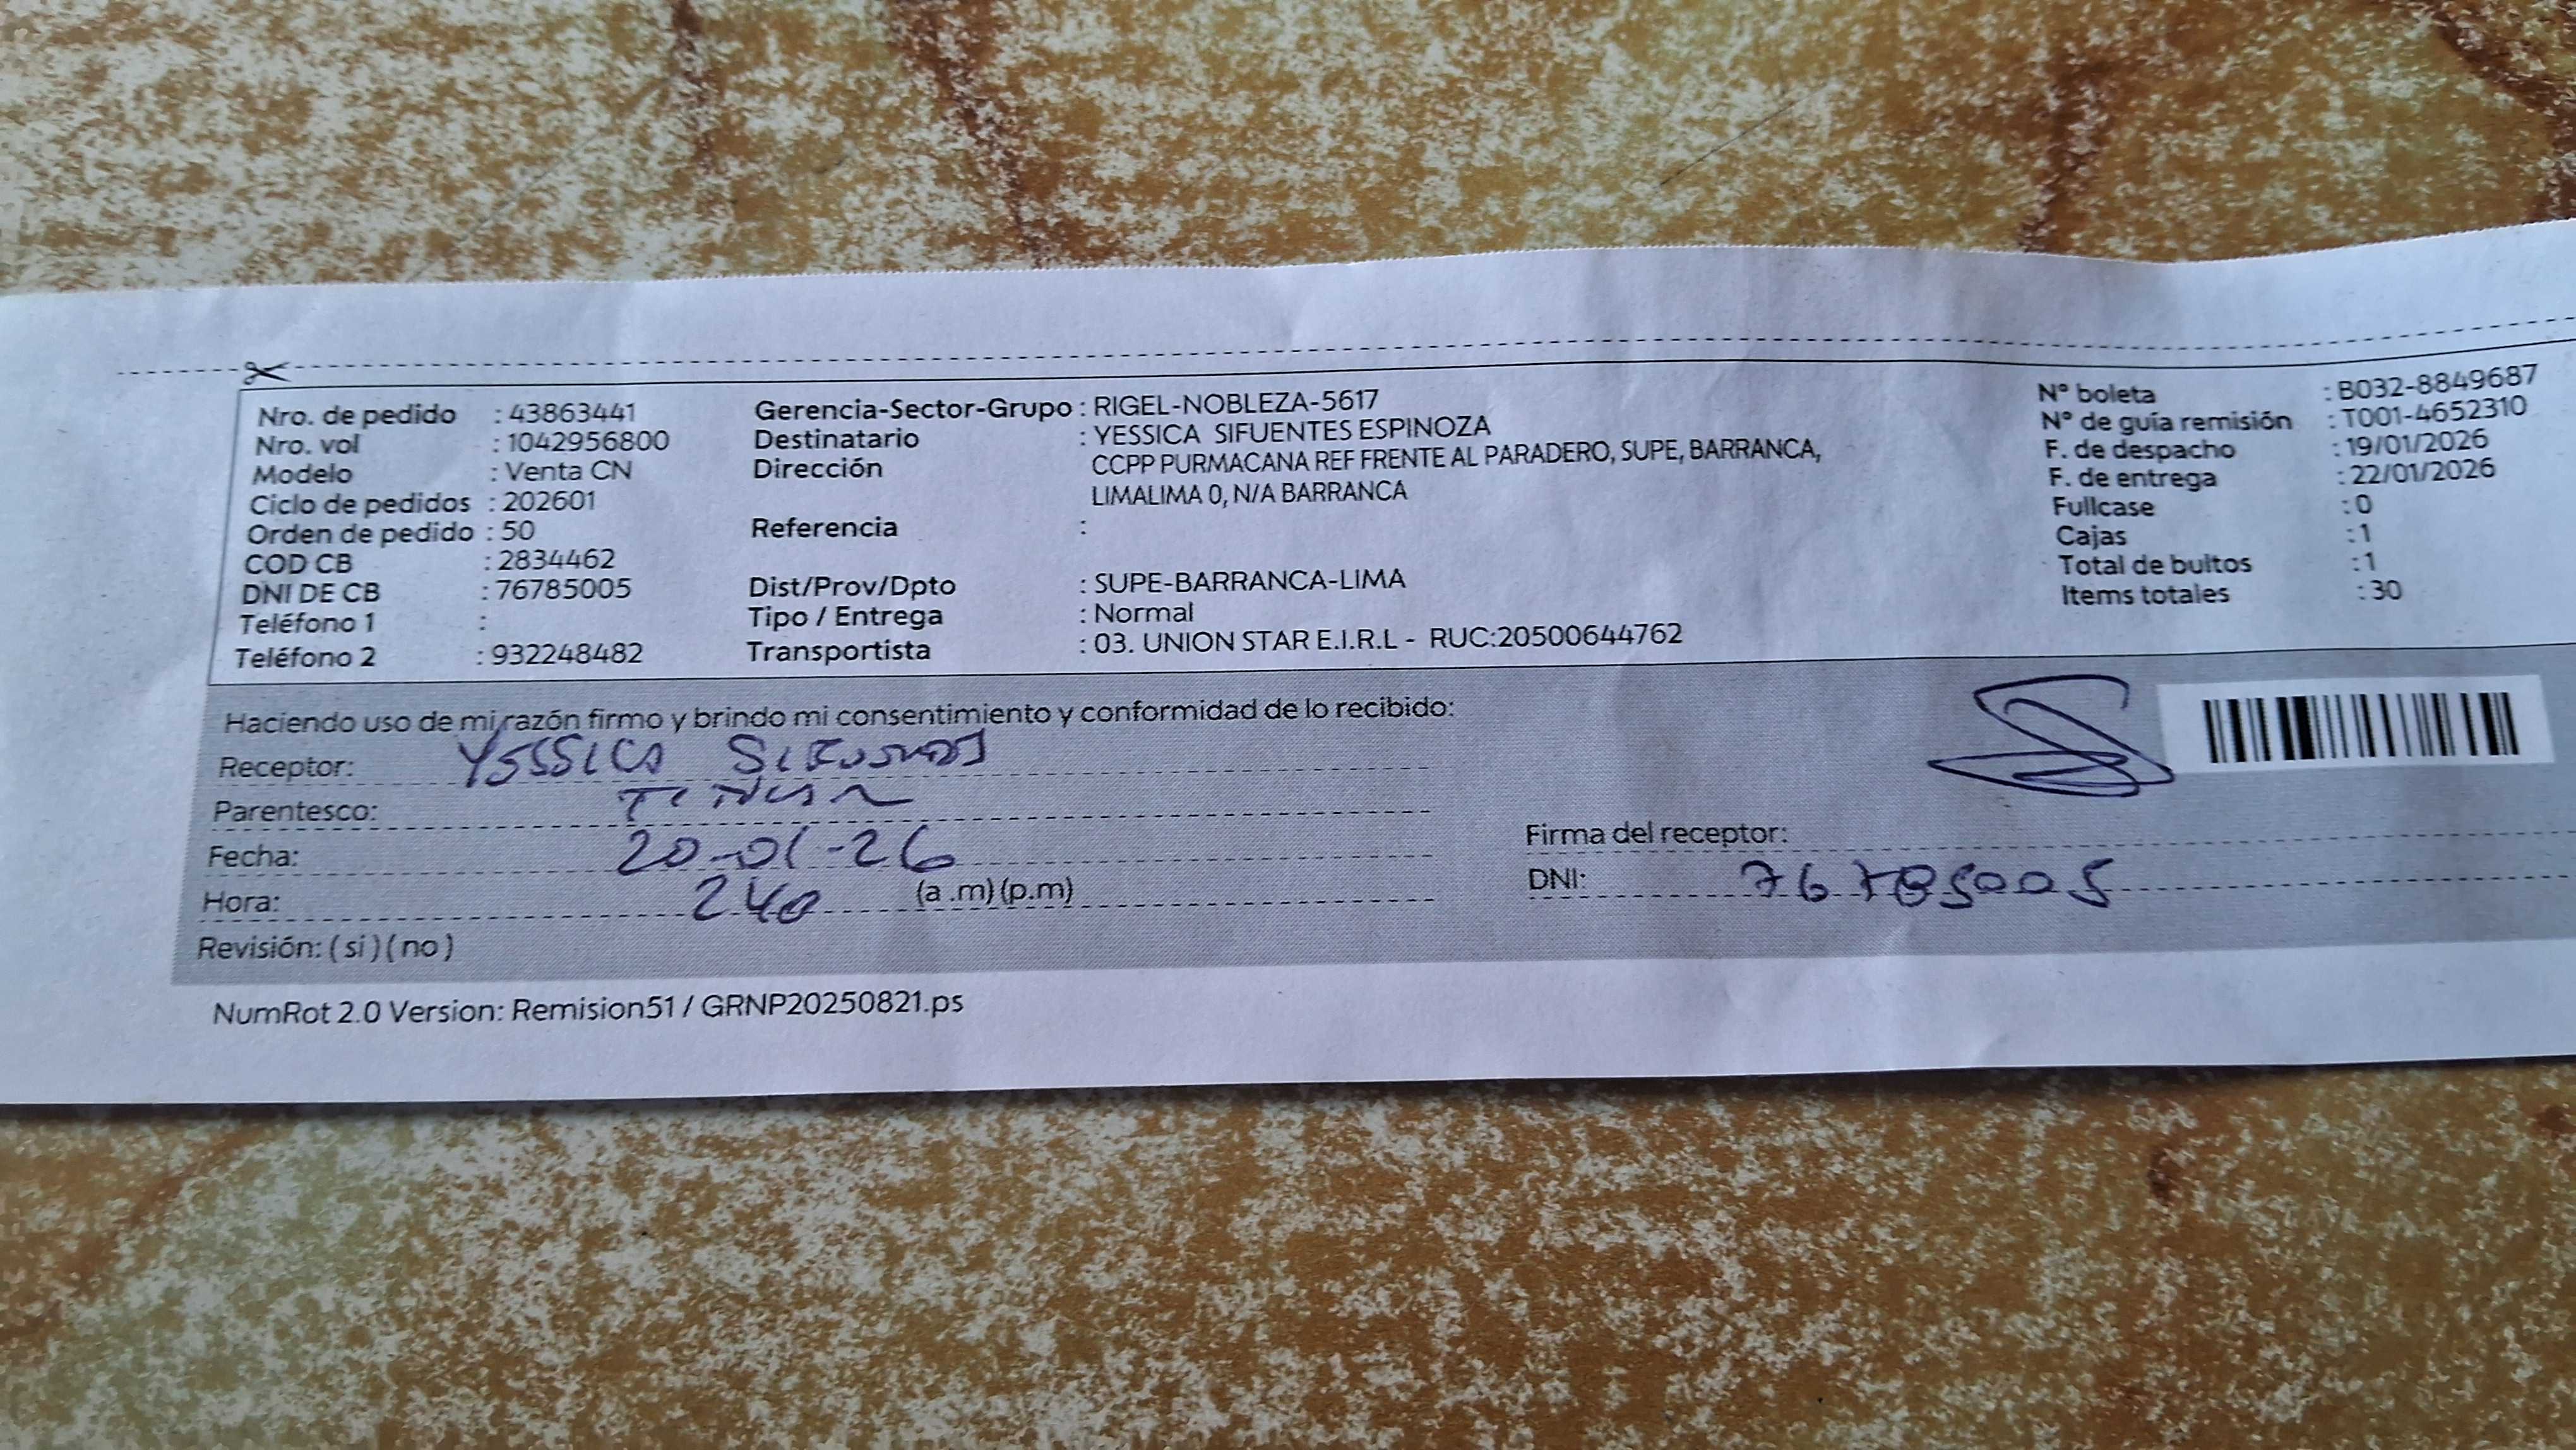 Nro. de pedido : 43863441
Nro. vol : 1042956800
Modelo : Venta CN
Ciclo de pedidos : 202601
Orden de pedido : 50
COD CB : 2834462
DNI DE CB : 76785005
Teléfono 1 :
Teléfono 2 : 932248482
Gerencia-Sector-Grupo : RIGEL-NOBLEZA-5617
Destinatario : YESSICA SIFUENTES ESPINOZA
Dirección CCPP PURMACANA REF FRENTE AL PARADERO, SUPE, BARRANCA,
LIMALIMA 0, N/A BARRANCA
Referencia :
Dist/Prov/Dpto : SUPE-BARRANCA-LIMA
Tipo / Entrega : Normal
Transportista : 03. UNION STAR E.I.R.L - RUC:20500644762
N° boleta : B032-8849687
N° de guía remisión : T001-4652310
F. de despacho : 19/01/2026
F. de entrega : 22/01/2026
Fullcase : 0
Cajas : 1
Total de bultos : 1
Items totales : 30
Haciendo uso de mi razón firmo y brindo mi consentimiento y conformidad de lo recibido:
Receptor: YESSICA
Parentesco:
Fecha: 20-01-26
Hora: 240 (a .m) (p.m)
Revisión: ( si ) ( no )
Firma del receptor:
DNI: 76785005
NumRot 2.0 Version: Remision51 / GRNP20250821.ps